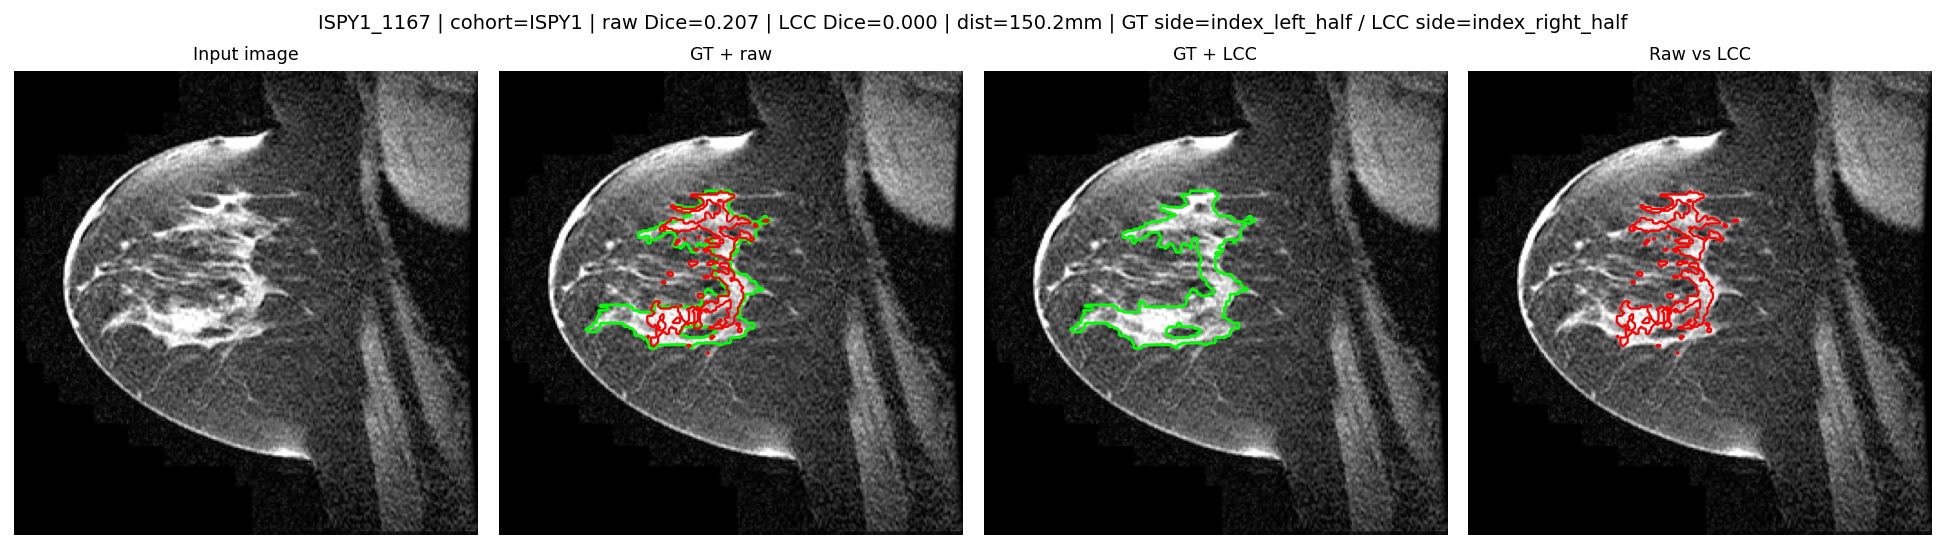 ISPY1_1167 | cohort=ISPY1 | raw Dice=0.207 | LCC Dice=0.000 | dist=150.2mm | GT side=index_left_half / LCC side=index_right_half
Input image
GT + raw
GT + LCC
Raw vs LCC